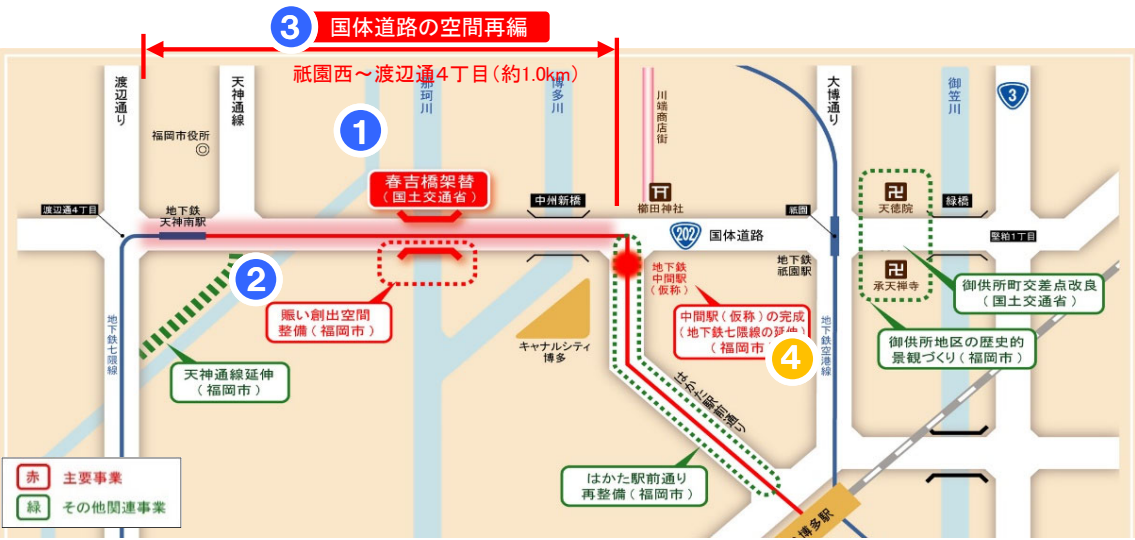 3 国体道路の空間再編
祇園西～渡辺通4丁目(約1.0km)
渡辺通り
天神通線
那珂川
博多川
川端商店街
大博通り
御笠川
3
福岡市役所
1
春吉橋架替
(国土交通省)
中州新橋
櫛田神社
天徳院
緑橋
渡辺通4丁目
地下鉄
天神南駅
202 国体道路
祇園
地下鉄
祇園駅
堅粕1丁目
承天禅寺
2
地下鉄
中間駅
(仮称)
御供所町交差点改良
(国土交通省)
賑い創出空間
整備(福岡市)
中間駅(仮称)の完成
(地下鉄七隈線の延伸)
(福岡市)
4
地下鉄七隈線
地下鉄空港線
キャナルシティ
博多
御供所地区の歴史的
景観づくり(福岡市)
天神通線延伸
(福岡市)
はかた駅前通り
はかた駅前通り
再整備(福岡市)
赤 主要事業
緑 その他関連事業
博多駅